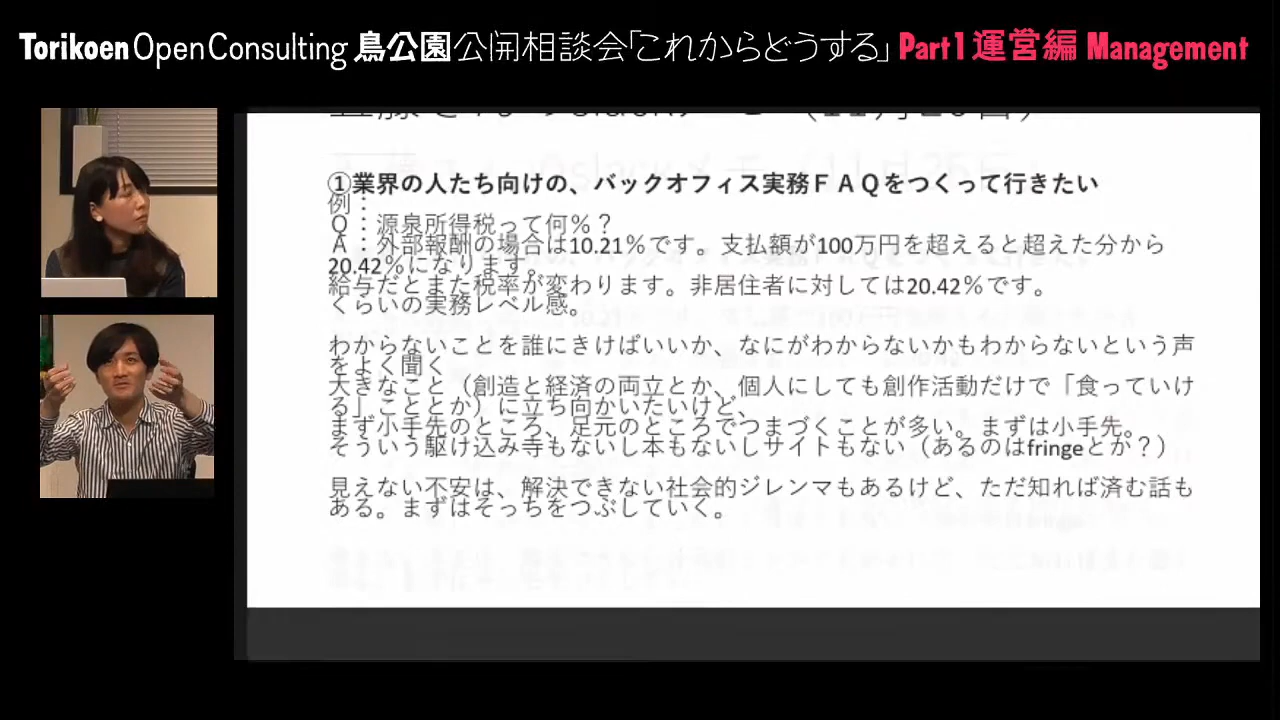 Torikoen Open Consulting 鳥公園公開相談会「これからどうする」 Part1 運営編 Management
①業界の人たち向けの、バックオフィス実務ＦＡＱをつくって行きたい
例：
Ｑ：源泉所得税って何%？
Ａ：外部報酬の場合は10.21%です。支払額が100万円を超えると超えた分から
20.42%になります。
給与だとまた税率が変わります。非居住者に対しては20.42%です。
くらいの実務レベル感。
わからないことを誰にきけばいいか、なにがわからないかもわからないという声
をよく聞く
大きなこと（創造と経済の両立とか、個人にしても創作活動だけで「食っていけ
る」こととか）に立ち向かいたいけど、
まず小手先のところ、足元のところでつまづくことが多い。まずは小手先。
そういう駆け込み寺もないし本もないしサイトもない（あるのはfringeとか？）
見えない不安は、解決できない社会的ジレンマもあるけど、ただ知れば済む話も
ある。まずはそっちをつぶしていく。